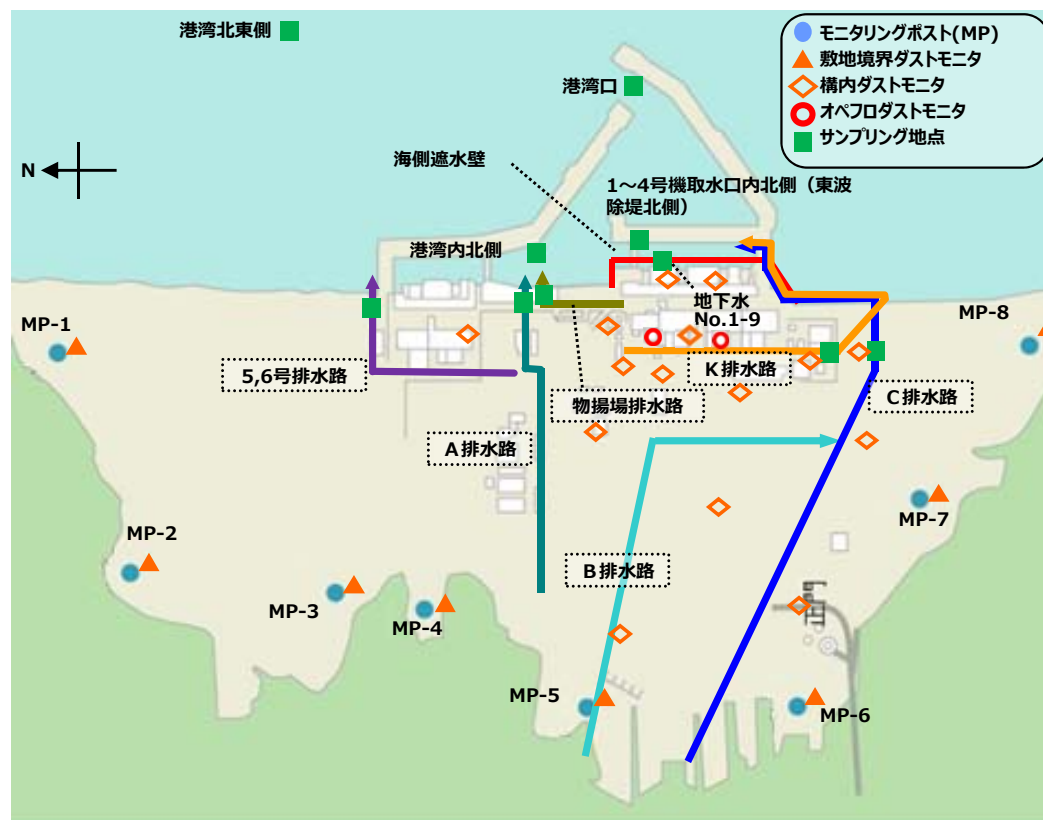 港湾北東側
港湾口
モニタリングポスト(MP)
敷地境界ダストモニタ
構内ダストモニタ
オペフロダストモニタ
サンプリング地点
N
海側遮水壁
1～4号機取水口内北側（東波
除堤北側）
港湾内北側
地下水
No.1-9
MP-1
MP-8
5,6号排水路
K排水路
物揚場排水路
C排水路
A排水路
MP-7
MP-2
B排水路
MP-3
MP-4
正門
MP-5
MP-6